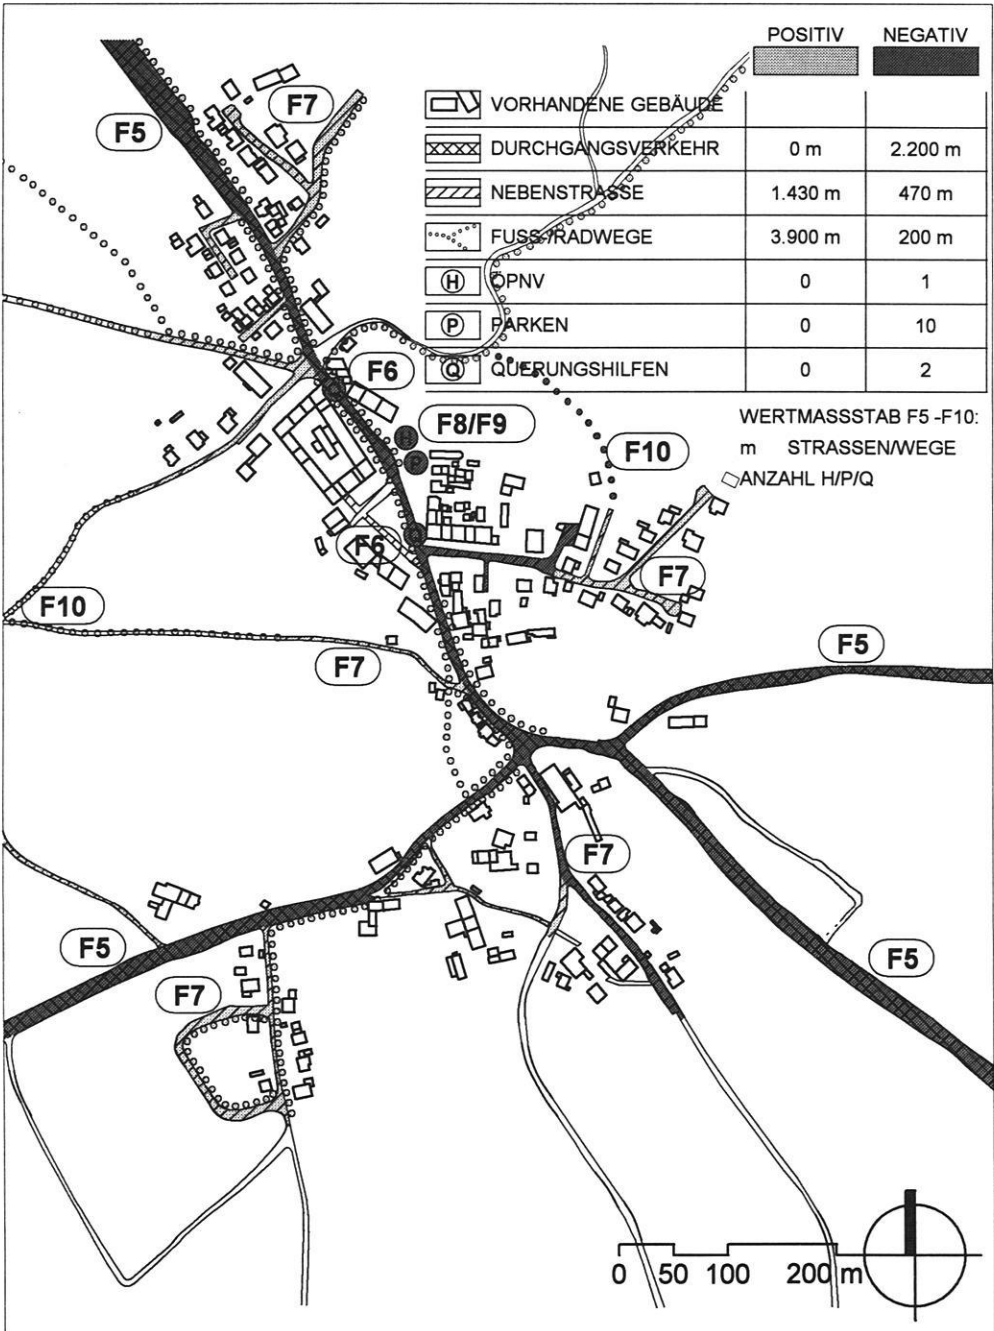 POSITIV NEGATIV
VORHANDENE GEBÄUDE
DURCHGANGSVERKEHR 0 m 2.200 m
NEBENSTRASSE 1.430 m 470 m
FUSS-/RADWEGE 3.900 m 200 m
H ÖPNV 0 1
P PARKEN 0 10
Q QUERUNGSHILFEN 0 2
WERTMASSSTAB F5 -F10:
m STRASSEN/WEGE
ANZAHL H/P/Q
F7
F5
F6
F8/F9
H
P
F10
F6
F7
F10
F7
F5
F7
F5
F7
F5
0 50 100 200 m